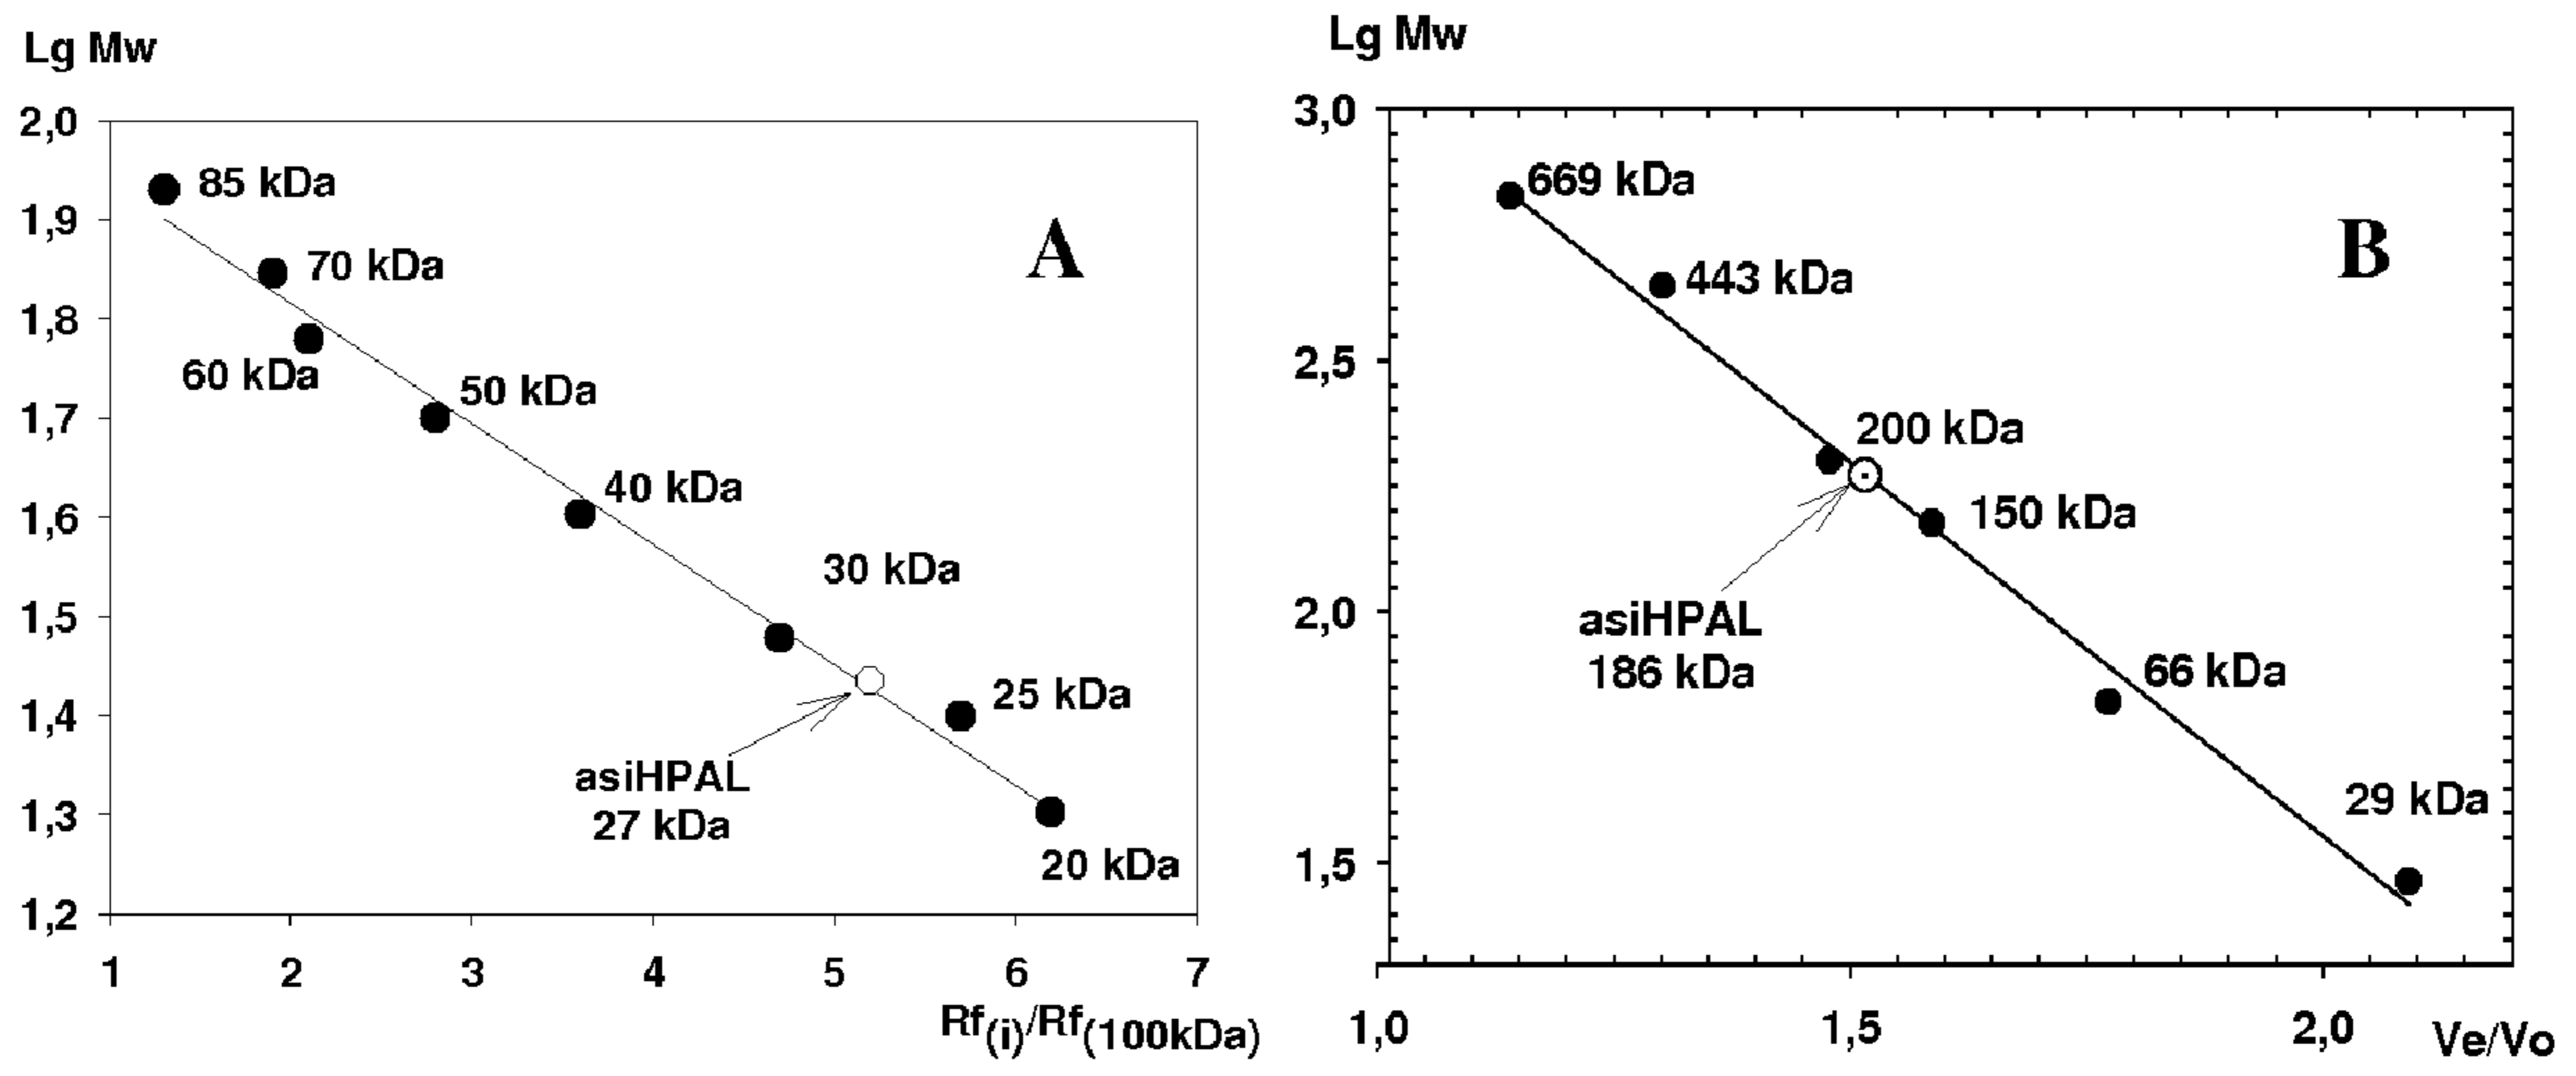 Lg Mw
2,0
1,9
1,8
1,7
1,6
1,5
1,4
1,3
1,2
85 kDa
70 kDa
60 kDa
50 kDa
40 kDa
30 kDa
25 kDa
20 kDa
asiHPAL
27 kDa
A
1 2 3 4 5 6 7
Rf(i)/Rf(100kDa)
Lg Mw
3,0
2,5
2,0
1,5
669 kDa
443 kDa
200 kDa
150 kDa
66 kDa
29 kDa
asiHPAL
186 kDa
B
1,0 1,5 2,0
Ve/Vo